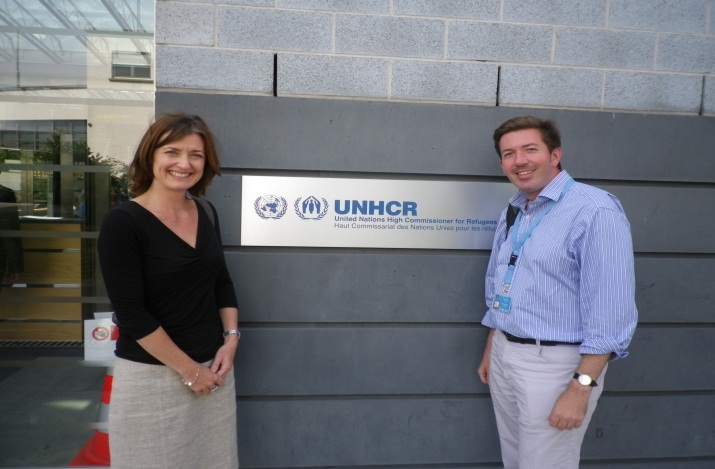 UNHCR
United Nations High Commissioner for Refugees
Haut Commissariat des Nations Unies pour les